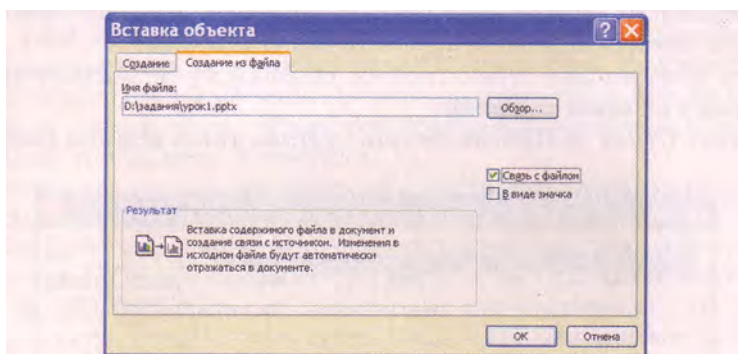 Вставка объекта
Создание Создание из файла
Имя файла:
D:\задания\урок1.pptx Обзор...
Связь с файлом
В виде значка
Результат
Вставка содержимого файла в документ и
создание связи с источником. Изменения в
исходном файле будут автоматически
отражаться в документе.
ОК Отмена